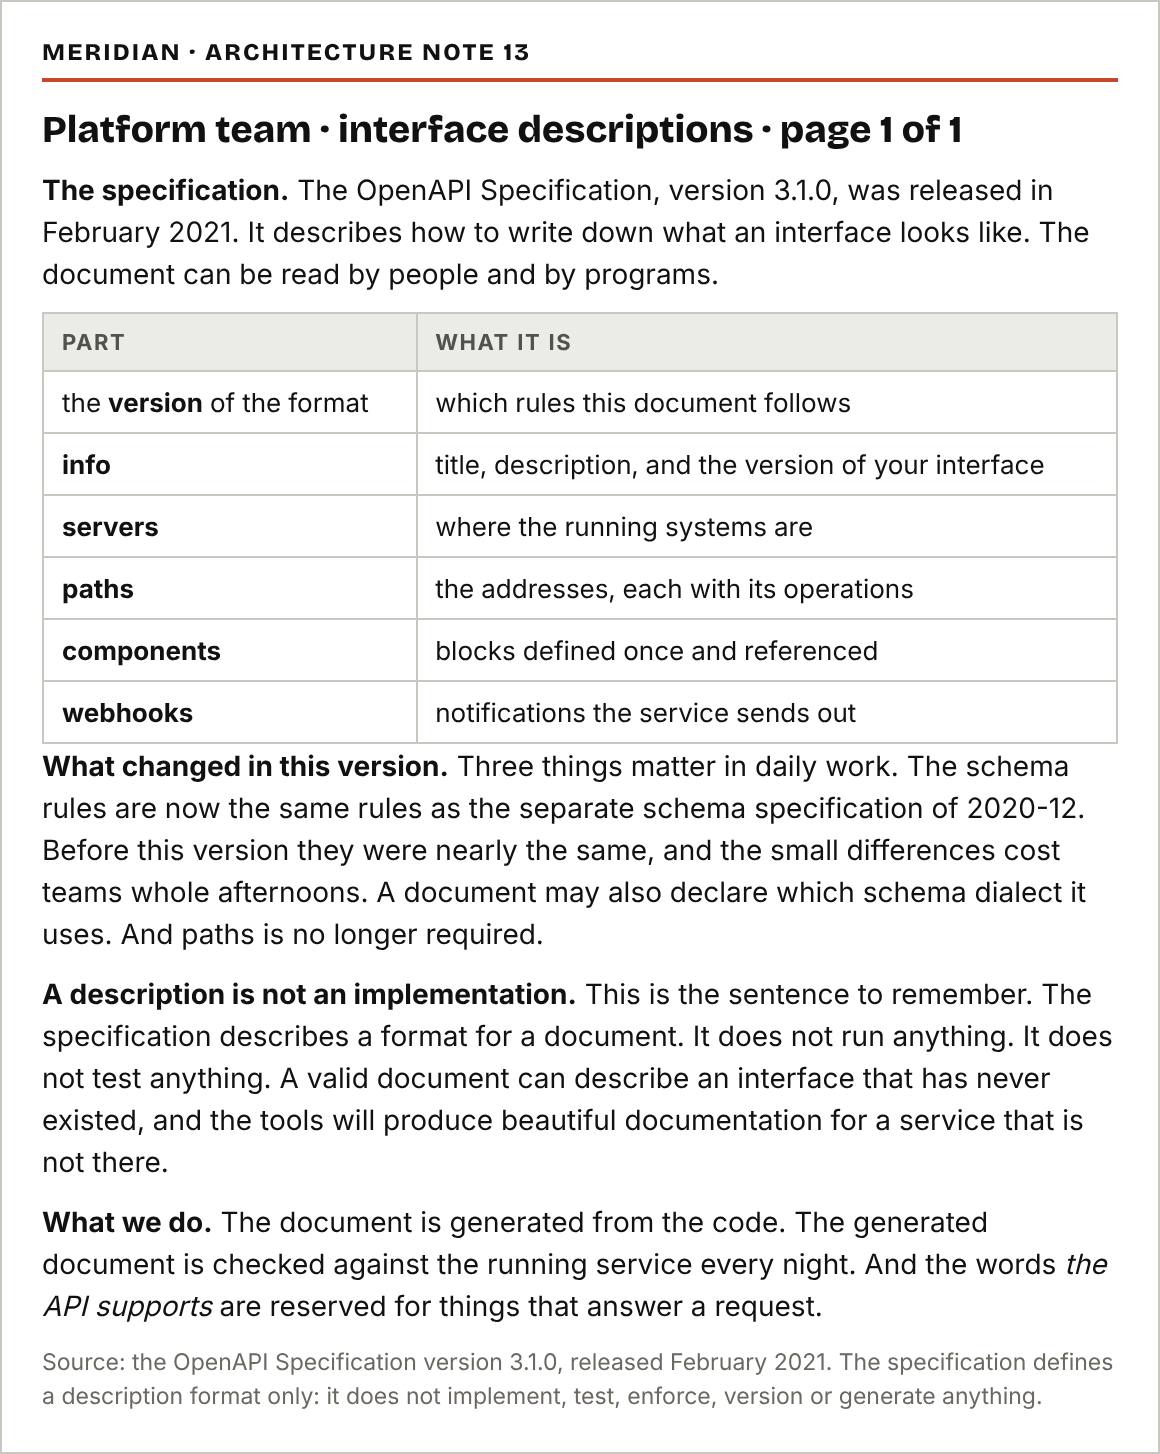 MERIDIAN · ARCHITECTURE NOTE 13
Platform team · interface descriptions · page 1 of 1
The specification. The OpenAPI Specification, version 3.1.0, was released in
February 2021. It describes how to write down what an interface looks like. The
document can be read by people and by programs.
PART WHAT IT IS
the version of the format which rules this document follows
info title, description, and the version of your interface
servers where the running systems are
paths the addresses, each with its operations
components blocks defined once and referenced
webhooks notifications the service sends out
What changed in this version. Three things matter in daily work. The schema
rules are now the same rules as the separate schema specification of 2020-12.
Before this version they were nearly the same, and the small differences cost
teams whole afternoons. A document may also declare which schema dialect it
uses. And paths is no longer required.
A description is not an implementation. This is the sentence to remember. The
specification describes a format for a document. It does not run anything. It does
not test anything. A valid document can describe an interface that has never
existed, and the tools will produce beautiful documentation for a service that is
not there.
What we do. The document is generated from the code. The generated
document is checked against the running service every night. And the words the
API supports are reserved for things that answer a request.
Source: the OpenAPI Specification version 3.1.0, released February 2021. The specification defines
a description format only: it does not implement, test, enforce, version or generate anything.